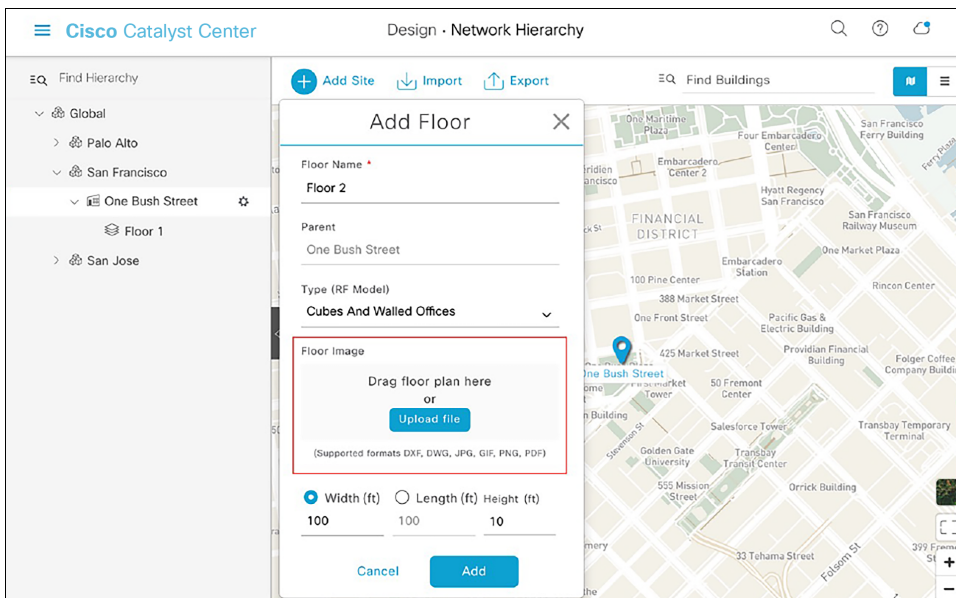 Cisco Catalyst Center
Design · Network Hierarchy
Find Hierarchy
Add Site
Import
Export
Find Buildings
Global
Palo Alto
San Francisco
One Bush Street
Floor 1
San Jose
Add Floor
Floor Name *
Floor 2
Parent
One Bush Street
Type (RF Model)
Cubes And Walled Offices
Floor Image
Drag floor plan here
or
Upload file
(Supported formats DXF, DWG, JPG, GIF, PNG, PDF)
Width (ft)
Length (ft)
Height (ft)
100
100
10
Cancel
Add
One Maritime
Plaza
Four Embarcadero
Center
San Francisco
Ferry Building
Embarcadero
Center 2
Hyatt Regency
San Francisco
FINANCIAL
DISTRICT
San Francisco
Railway Museum
One Market Plaza
Embarcadero
Station
100 Pine Center
Rincon Center
388 Market Street
One Front Street
Pacific Gas &
Electric Building
425 Market Street
Providian Financial
Building
Folger Coffee
One Bush Street
Market
Tower
50 Fremont
Center
Building
Salesforce Tower
Transbay Temporary
Terminal
Stevenson St
Golden Gate
University
Transbay
Transit Center
555 Mission
Street
Orrick Building
33 Tehama Street
Folsom St